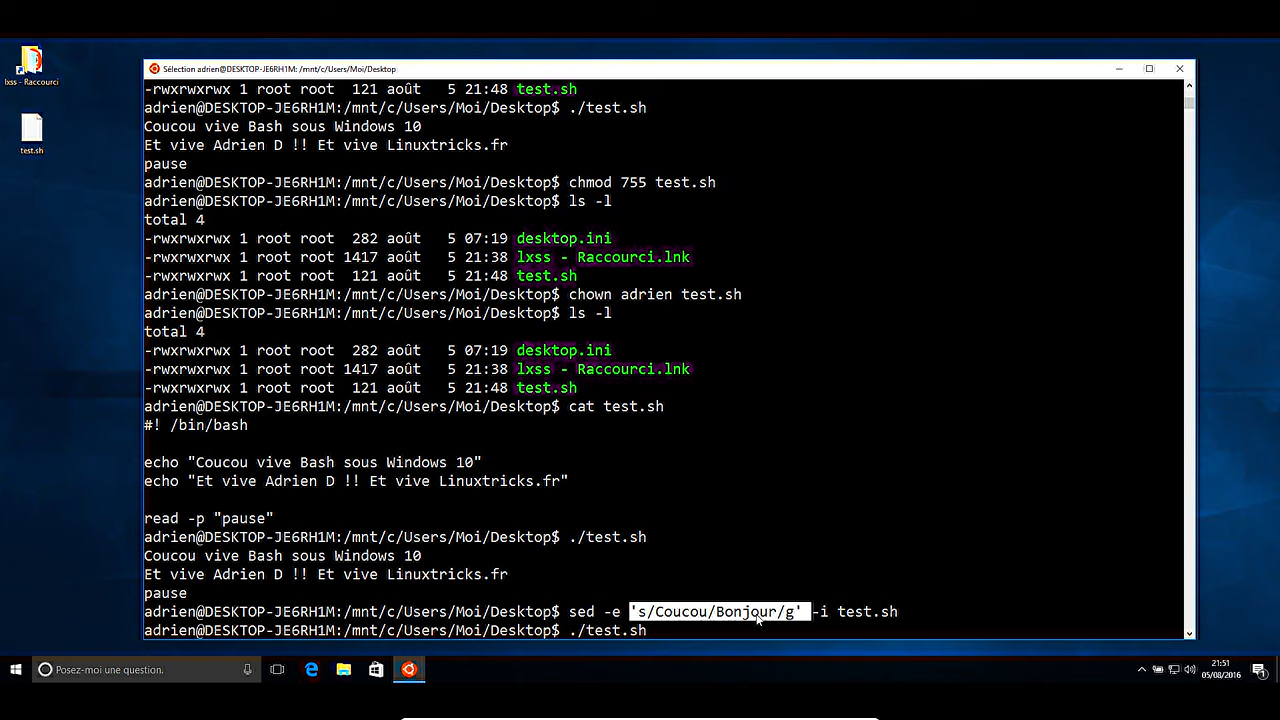 lxss - Raccourci
test.sh
Sélection adrien@DESKTOP-JE6RH1M: /mnt/c/Users/Moi/Desktop
-rwxrwxrwx 1 root root  121 août   5 21:48 test.sh
adrien@DESKTOP-JE6RH1M:/mnt/c/Users/Moi/Desktop$ ./test.sh
Coucou vive Bash sous Windows 10
Et vive Adrien D !! Et vive Linuxtricks.fr
pause
adrien@DESKTOP-JE6RH1M:/mnt/c/Users/Moi/Desktop$ chmod 755 test.sh
adrien@DESKTOP-JE6RH1M:/mnt/c/Users/Moi/Desktop$ ls -l
total 4
-rwxrwxrwx 1 root root  282 août   5 07:19 desktop.ini
-rwxrwxrwx 1 root root 1417 août   5 21:38 lxss - Raccourci.lnk
-rwxrwxrwx 1 root root  121 août   5 21:48 test.sh
adrien@DESKTOP-JE6RH1M:/mnt/c/Users/Moi/Desktop$ chown adrien test.sh
adrien@DESKTOP-JE6RH1M:/mnt/c/Users/Moi/Desktop$ ls -l
total 4
-rwxrwxrwx 1 root root  282 août   5 07:19 desktop.ini
-rwxrwxrwx 1 root root 1417 août   5 21:38 lxss - Raccourci.lnk
-rwxrwxrwx 1 root root  121 août   5 21:48 test.sh
adrien@DESKTOP-JE6RH1M:/mnt/c/Users/Moi/Desktop$ cat test.sh
#! /bin/bash
echo "Coucou vive Bash sous Windows 10"
echo "Et vive Adrien D !! Et vive Linuxtricks.fr"
read -p "pause"
adrien@DESKTOP-JE6RH1M:/mnt/c/Users/Moi/Desktop$ ./test.sh
Coucou vive Bash sous Windows 10
Et vive Adrien D !! Et vive Linuxtricks.fr
pause
adrien@DESKTOP-JE6RH1M:/mnt/c/Users/Moi/Desktop$ sed -e 's/Coucou/Bonjour/g' -i test.sh
adrien@DESKTOP-JE6RH1M:/mnt/c/Users/Moi/Desktop$ ./test.sh
Posez-moi une question.
21:51
05/08/2016
1